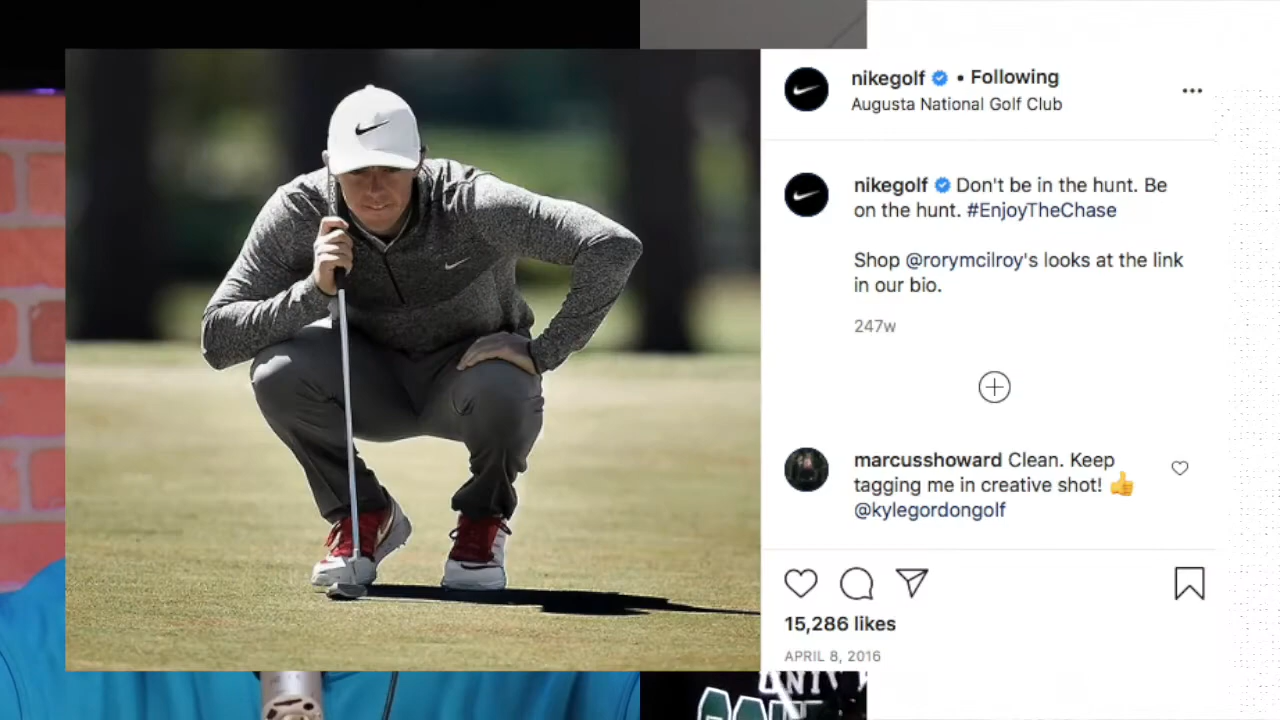 nikegolf • Following
Augusta National Golf Club
nikegolf Don't be in the hunt. Be
on the hunt. #EnjoyTheChase
Shop @rorymcilroy's looks at the link
in our bio.
247w
marcusshoward Clean. Keep
tagging me in creative shot! 👍
@kylegordongolf
15,286 likes
APRIL 8, 2016